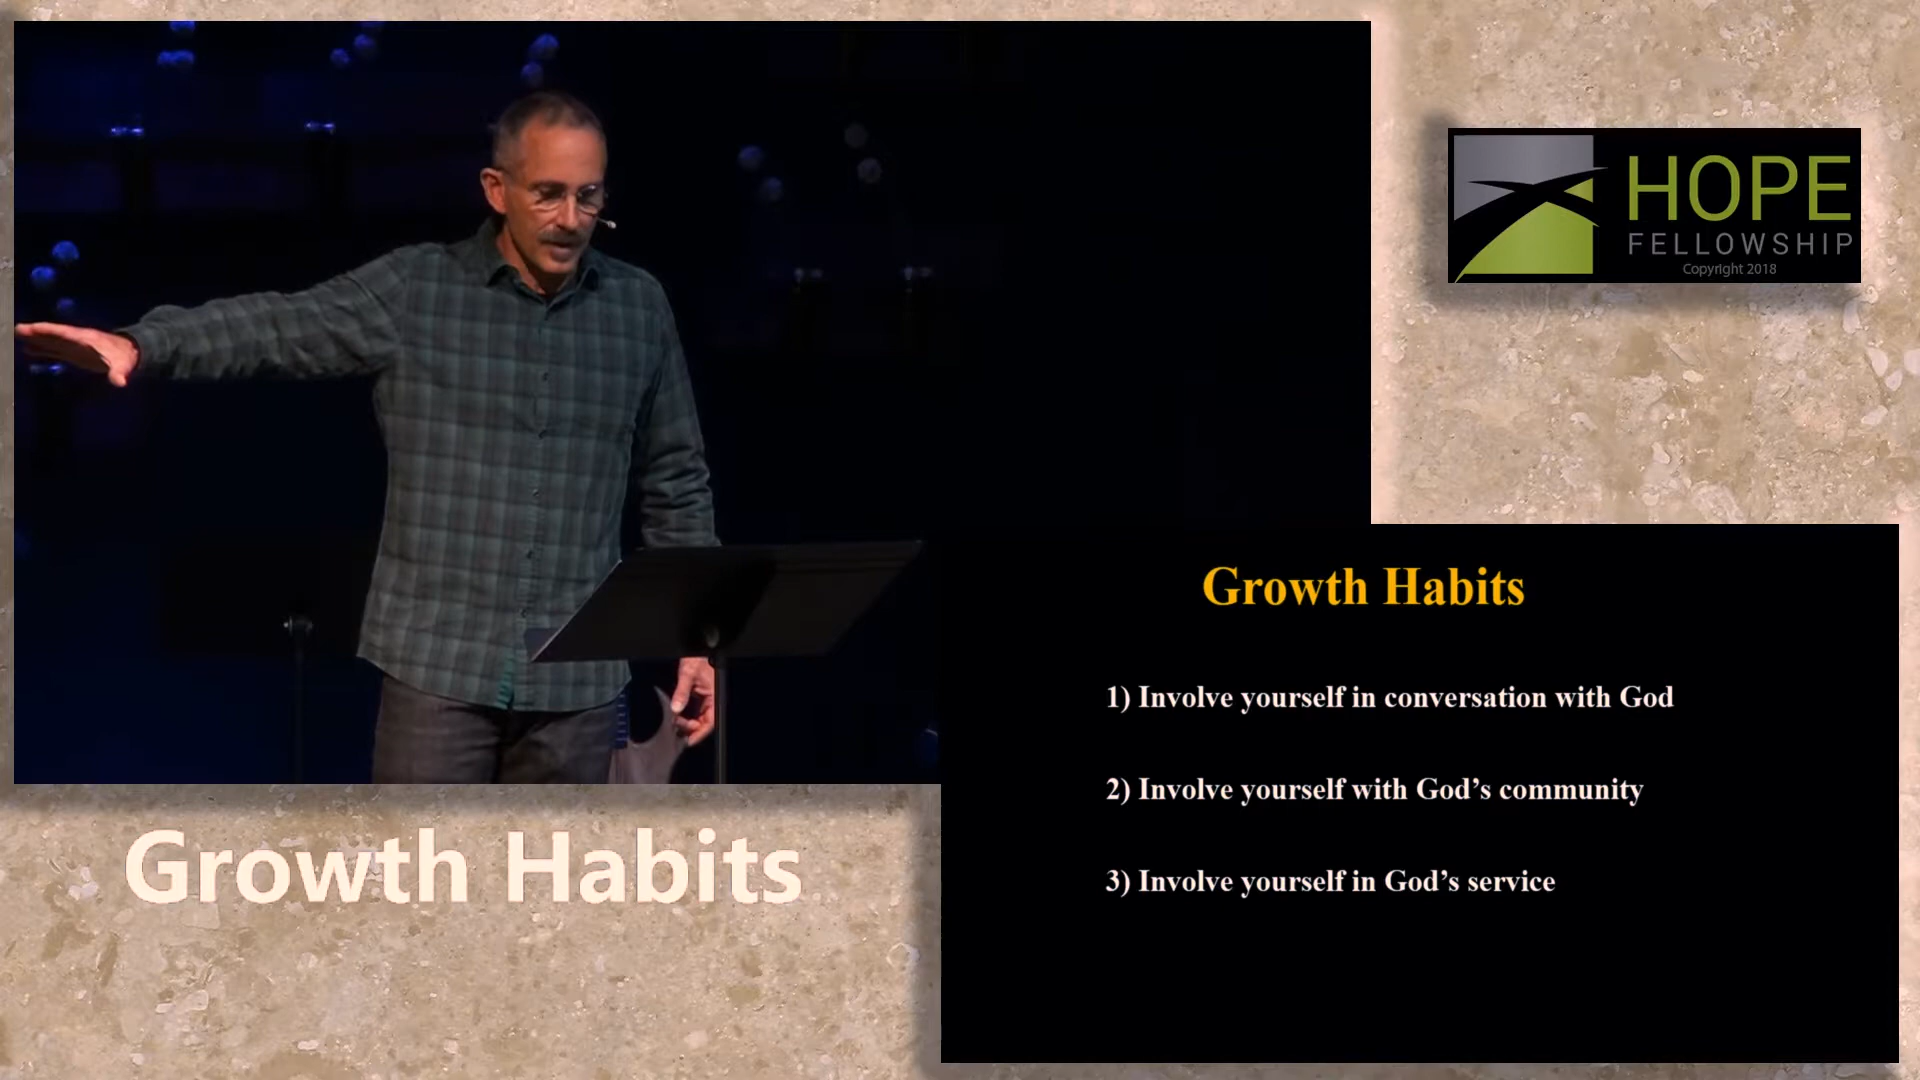 HOPE
FELLOWSHIP
Copyright 2018
Growth Habits
1) Involve yourself in conversation with God
2) Involve yourself with God’s community
3) Involve yourself in God’s service
Growth Habits